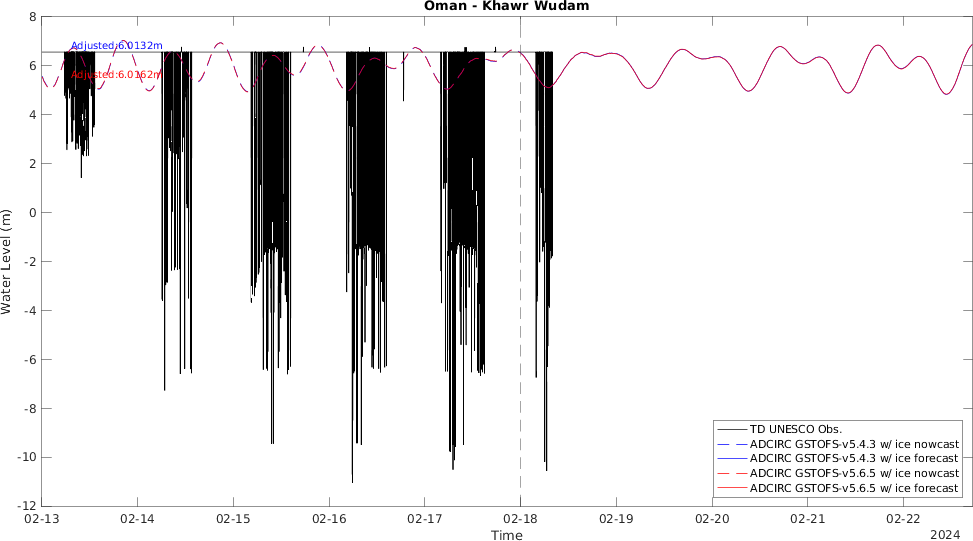 Oman - Khawr Wudam
8
6
4
2
0
-2
-4
-6
-8
-10
-12
Water Level (m)
Adjusted:6.0132m
Adjusted:6.0162m
TD UNESCO Obs.
ADCIRC GSTOFS-v5.4.3 w/ ice nowcast
ADCIRC GSTOFS-v5.4.3 w/ ice forecast
ADCIRC GSTOFS-v5.6.5 w/ ice nowcast
ADCIRC GSTOFS-v5.6.5 w/ ice forecast
02-13 02-14 02-15 02-16 02-17 02-18 02-19 02-20 02-21 02-22
Time
2024